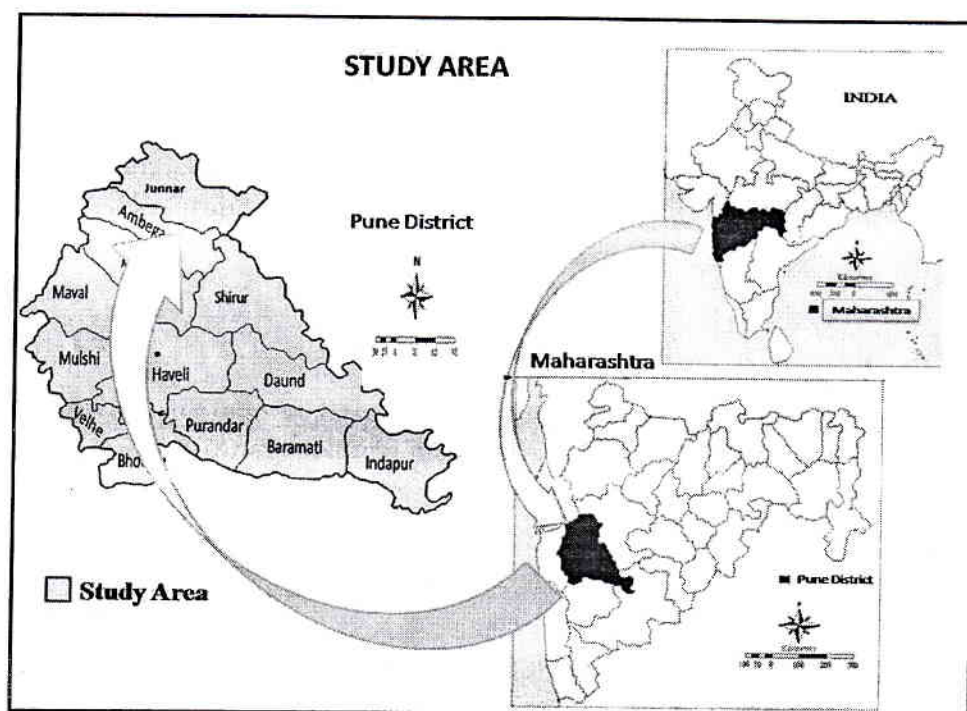 STUDY AREA
INDIA
Junnar
Ambega
Pune District
N
Maval
Shirur
Mulshi
Haveli
Daund
Velhe
Purandar
Baramati
Indapur
Bho
Maharashtra
Maharashtra
Study Area
Pune District